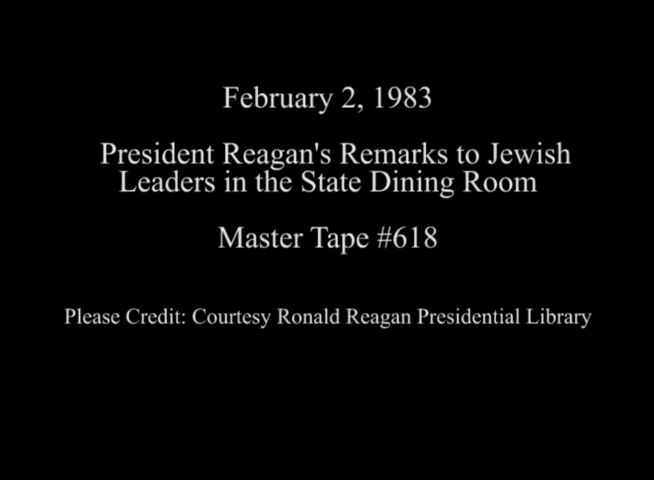 February 2, 1983
President Reagan's Remarks to Jewish
Leaders in the State Dining Room
Master Tape #618
Please Credit: Courtesy Ronald Reagan Presidential Library